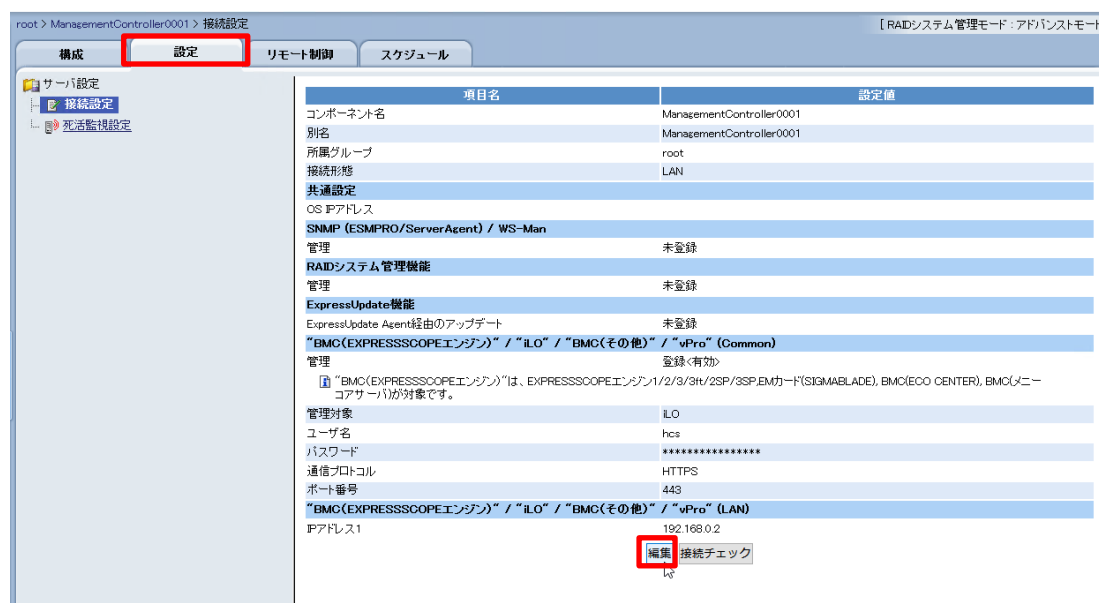 root > ManagementController0001 > 接続設定
[ RAIDシステム管理モード : アドバンストモード
構成 設定 リモート制御 スケジュール
サーバ設定
接続設定
死活監視設定
項目名 設定値
コンポーネント名 ManagementController0001
別名 ManagementController0001
所属グループ root
接続形態 LAN
共通設定
OS IPアドレス
SNMP (ESMPRO/ServerAgent) / WS-Man
管理 未登録
RAIDシステム管理機能
管理 未登録
ExpressUpdate機能
ExpressUpdate Agent経由のアップデート 未登録
"BMC(EXPRESSSCOPEエンジン)" / "iLO" / "BMC(その他)" / "vPro" (Common)
管理 登録<有効>
"BMC(EXPRESSSCOPEエンジン)"は、EXPRESSSCOPEエンジン1/2/3/3ft/2SP/3SP,EMカード(SIGMABLADE), BMC(ECO CENTER), BMC(メニー
コアサーバ)が対象です。
管理対象 iLO
ユーザ名 hcs
パスワード ****************
通信プロトコル HTTPS
ポート番号 443
"BMC(EXPRESSSCOPEエンジン)" / "iLO" / "BMC(その他)" / "vPro" (LAN)
IPアドレス1 192.168.0.2
編集 接続チェック